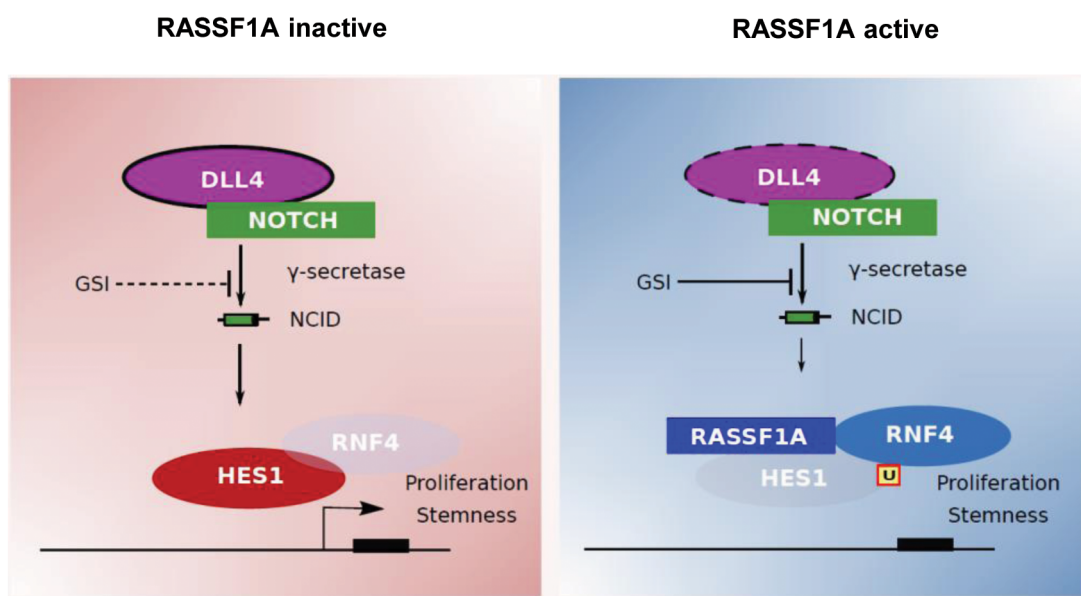 RASSF1A inactive
DLL4
NOTCH
GSI
γ-secretase
NCID
RNF4
HES1
Proliferation
Stemness
RASSF1A active
DLL4
NOTCH
GSI
γ-secretase
NCID
RASSF1A
RNF4
HES1
U
Proliferation
Stemness